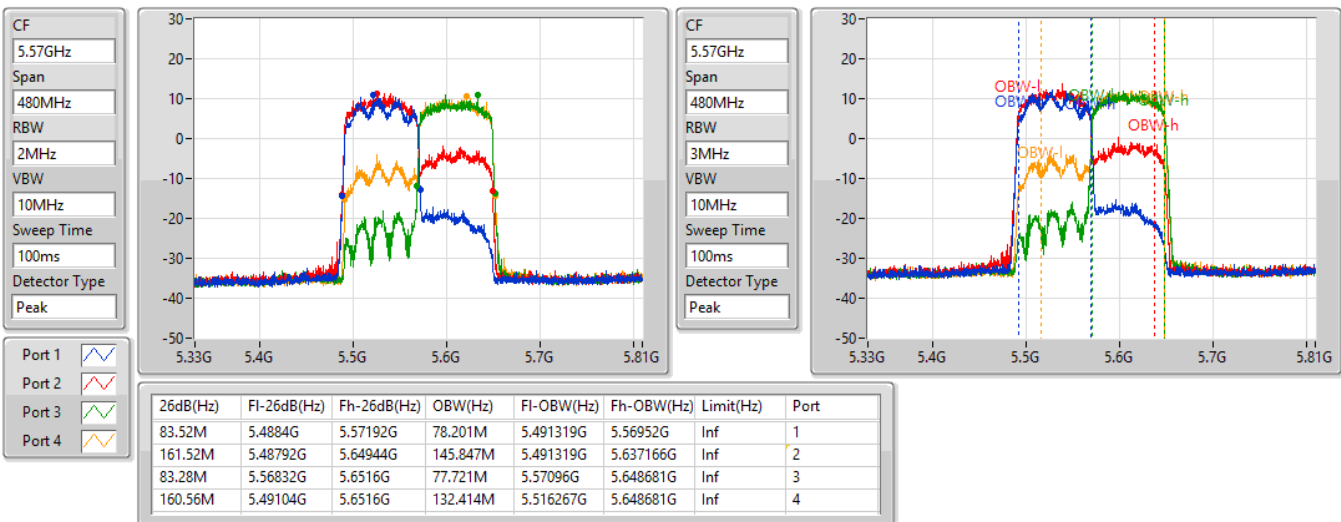 CF
5.57GHz
Span
480MHz
RBW
2MHz
VBW
10MHz
Sweep Time
100ms
Detector Type
Peak
30
20
10
0
-10
-20
-30
-40
-50
5.33G 5.4G 5.5G 5.6G 5.7G 5.81G
CF
5.57GHz
Span
480MHz
RBW
3MHz
VBW
10MHz
Sweep Time
100ms
Detector Type
Peak
30
20
10
0
-10
-20
-30
-40
-50
OBW-l
OBW-h
OBW-l
5.33G 5.4G 5.5G 5.6G 5.7G 5.81G
Port 1
Port 2
Port 3
Port 4
26dB(Hz) Fl-26dB(Hz) Fh-26dB(Hz) OBW(Hz) Fl-OBW(Hz) Fh-OBW(Hz) Limit(Hz) Port
83.52M 5.4884G 5.57192G 78.201M 5.491319G 5.56952G Inf 1
161.52M 5.48792G 5.64944G 145.847M 5.491319G 5.637166G Inf 2
83.28M 5.56832G 5.6516G 77.721M 5.57096G 5.648681G Inf 3
160.56M 5.49104G 5.6516G 132.414M 5.516267G 5.648681G Inf 4